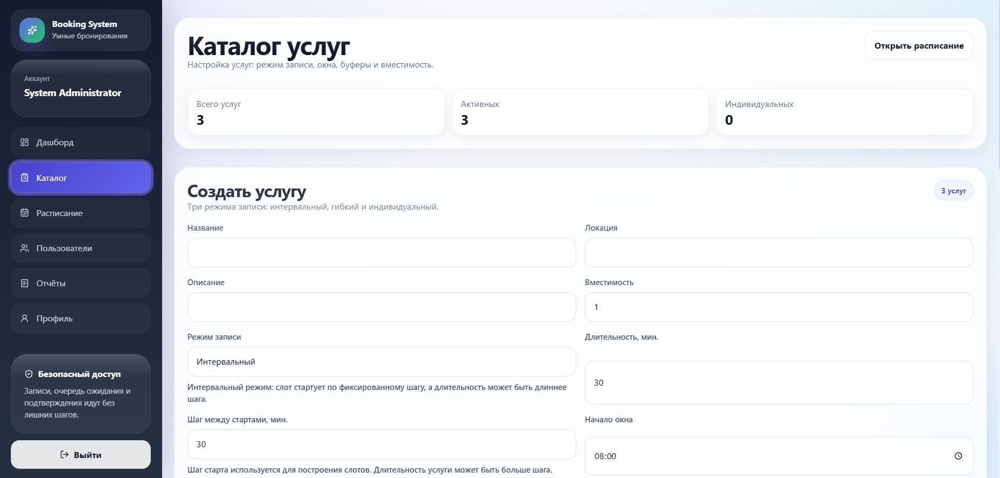 Booking System
Умные бронирования
Аккаунт
System Administrator
Дашборд
Каталог
Расписание
Пользователи
Отчёты
Профиль
Безопасный доступ
Записи, очередь ожидания и
подтверждения идут без
лишних шагов.
Выйти
Каталог услуг
Настройка услуг: режим записи, окна, буферы и вместимость.
Открыть расписание
Всего услуг
3
Активных
3
Индивидуальных
0
Создать услугу
Три режима записи: интервальный, гибкий и индивидуальный.
3 услуг
Название
Локация
Описание
Вместимость
1
Режим записи
Интервальный
Интервальный режим: слот стартует по фиксированному шагу, а длительность может быть длиннее
шага.
Длительность, мин.
30
Шаг между стартами, мин.
30
Шаг старта используется для построения слотов. Длительность услуги может быть больше шага.
Начало окна
08:00